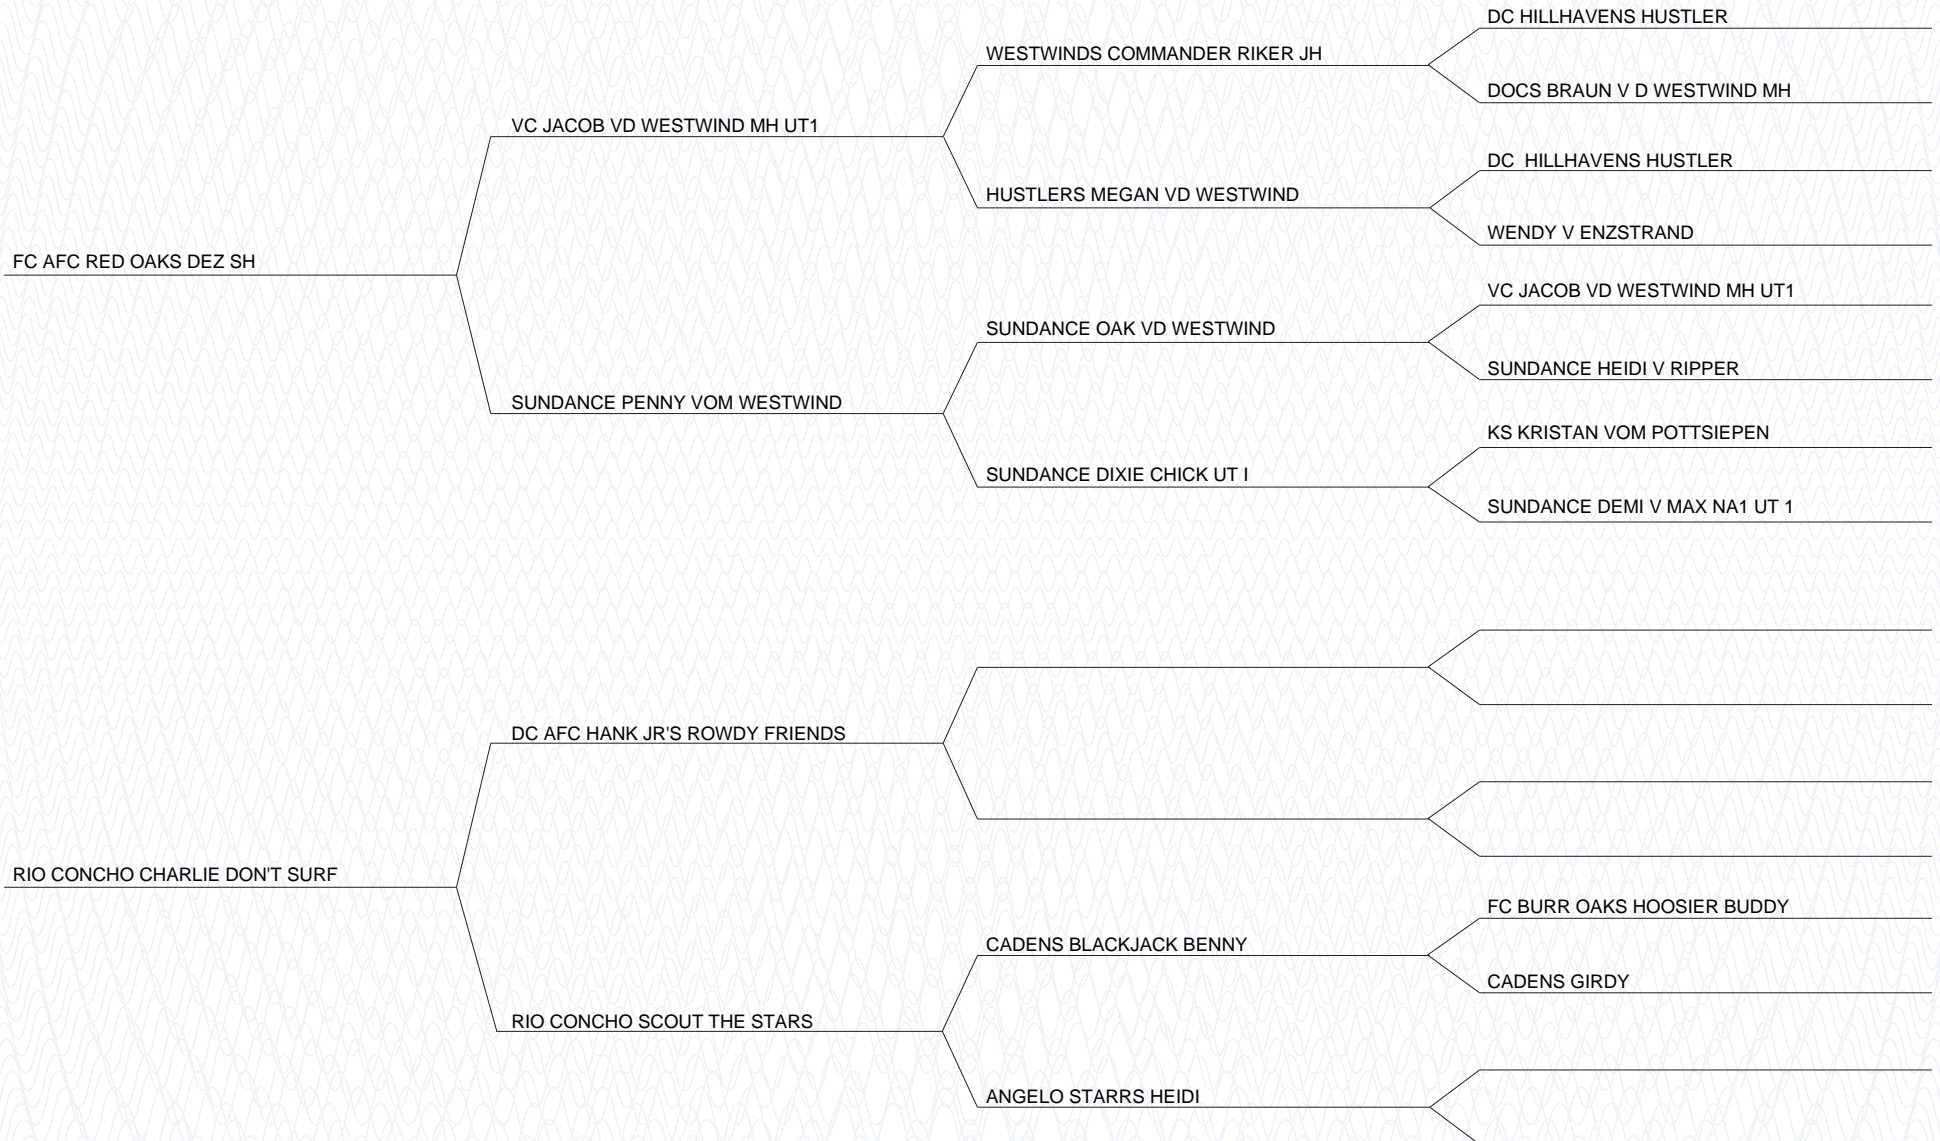 DC HILLHAVENS HUSTLER
WESTWINDS COMMANDER RIKER JH
DOCS BRAUN V D WESTWIND MH
VC JACOB VD WESTWIND MH UT1
DC  HILLHAVENS HUSTLER
HUSTLERS MEGAN VD WESTWIND
WENDY V ENZSTRAND
FC AFC RED OAKS DEZ SH
VC JACOB VD WESTWIND MH UT1
SUNDANCE OAK VD WESTWIND
SUNDANCE HEIDI V RIPPER
SUNDANCE PENNY VOM WESTWIND
KS KRISTAN VOM POTTSIEPEN
SUNDANCE DIXIE CHICK UT I
SUNDANCE DEMI V MAX NA1 UT 1
DC AFC HANK JR'S ROWDY FRIENDS
RIO CONCHO CHARLIE DON'T SURF
FC BURR OAKS HOOSIER BUDDY
CADENS BLACKJACK BENNY
CADENS GIRDY
RIO CONCHO SCOUT THE STARS
ANGELO STARRS HEIDI